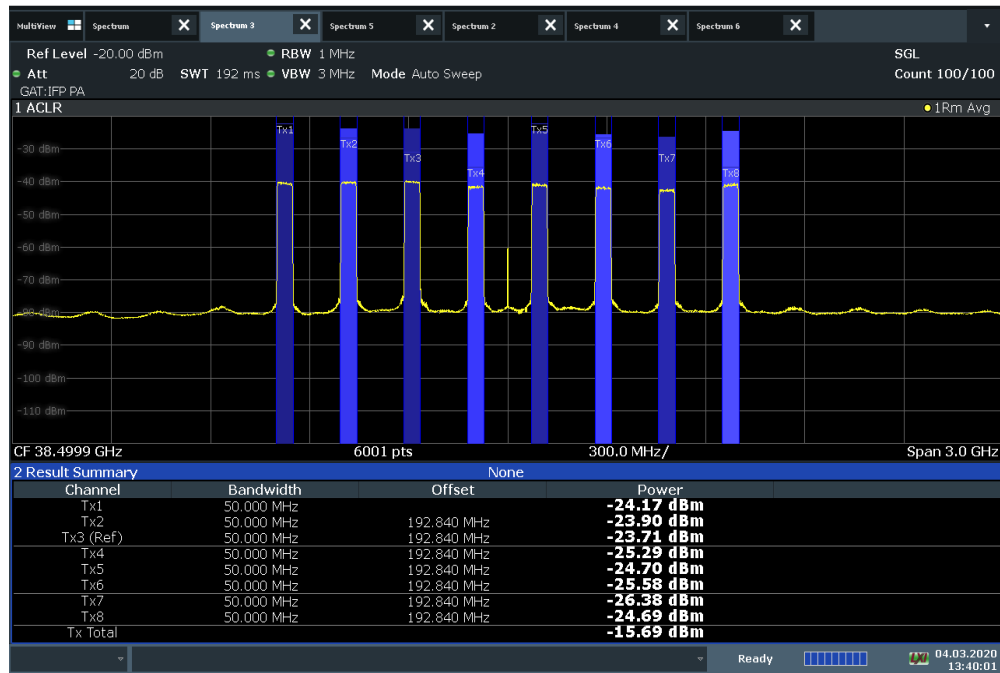 MultiView Spectrum X Spectrum 3 X Spectrum 5 X Spectrum 2 X Spectrum 4 X Spectrum 6 X
Ref Level -20.00 dBm RBW 1 MHz SGL
Att 20 dB SWT 192 ms VBW 3 MHz Mode Auto Sweep Count 100/100
GAT:IFP PA
1 ACLR 1Rm Avg
Tx1 Tx5
Tx2 Tx6
-30 dBm
Tx3 Tx7
Tx4 Tx8
-40 dBm
-50 dBm
-60 dBm
-70 dBm
-80 dBm
-90 dBm
-100 dBm
-110 dBm
CF 38.4999 GHz 6001 pts 300.0 MHz/ Span 3.0 GHz
2 Result Summary None
Channel Bandwidth Offset Power
Tx1 50.000 MHz -24.17 dBm
Tx2 50.000 MHz 192.840 MHz -23.90 dBm
Tx3 (Ref) 50.000 MHz 192.840 MHz -23.71 dBm
Tx4 50.000 MHz 192.840 MHz -25.29 dBm
Tx5 50.000 MHz 192.840 MHz -24.70 dBm
Tx6 50.000 MHz 192.840 MHz -25.58 dBm
Tx7 50.000 MHz 192.840 MHz -26.38 dBm
Tx8 50.000 MHz 192.840 MHz -24.69 dBm
Tx Total -15.69 dBm
Ready LXI 04.03.2020
13:40:01